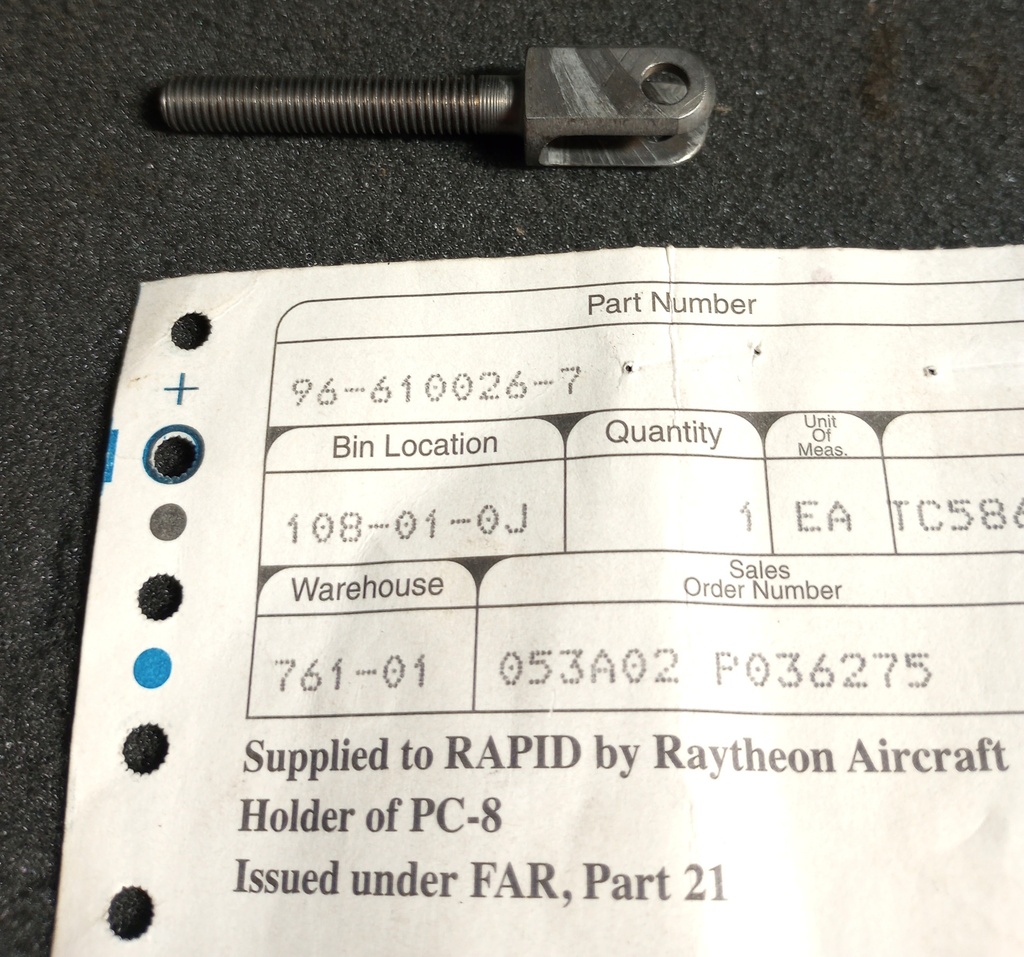 Part Number
96-610026-7
Bin Location Quantity Unit Of Meas.
108-01-0J 1 EA TC586
Warehouse Sales Order Number
761-01 053A02 P036275
Supplied to RAPID by Raytheon Aircraft
Holder of PC-8
Issued under FAR, Part 21